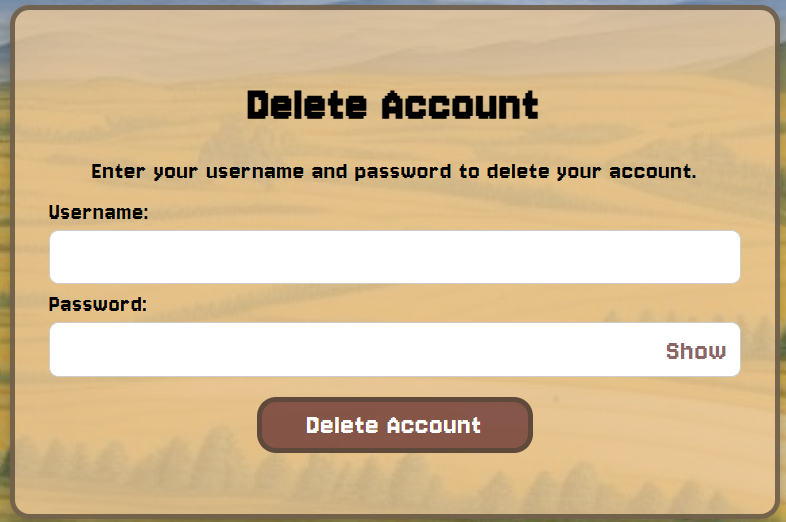 Delete Account
Enter your username and password to delete your account.
Username:
Password:
Show
Delete Account